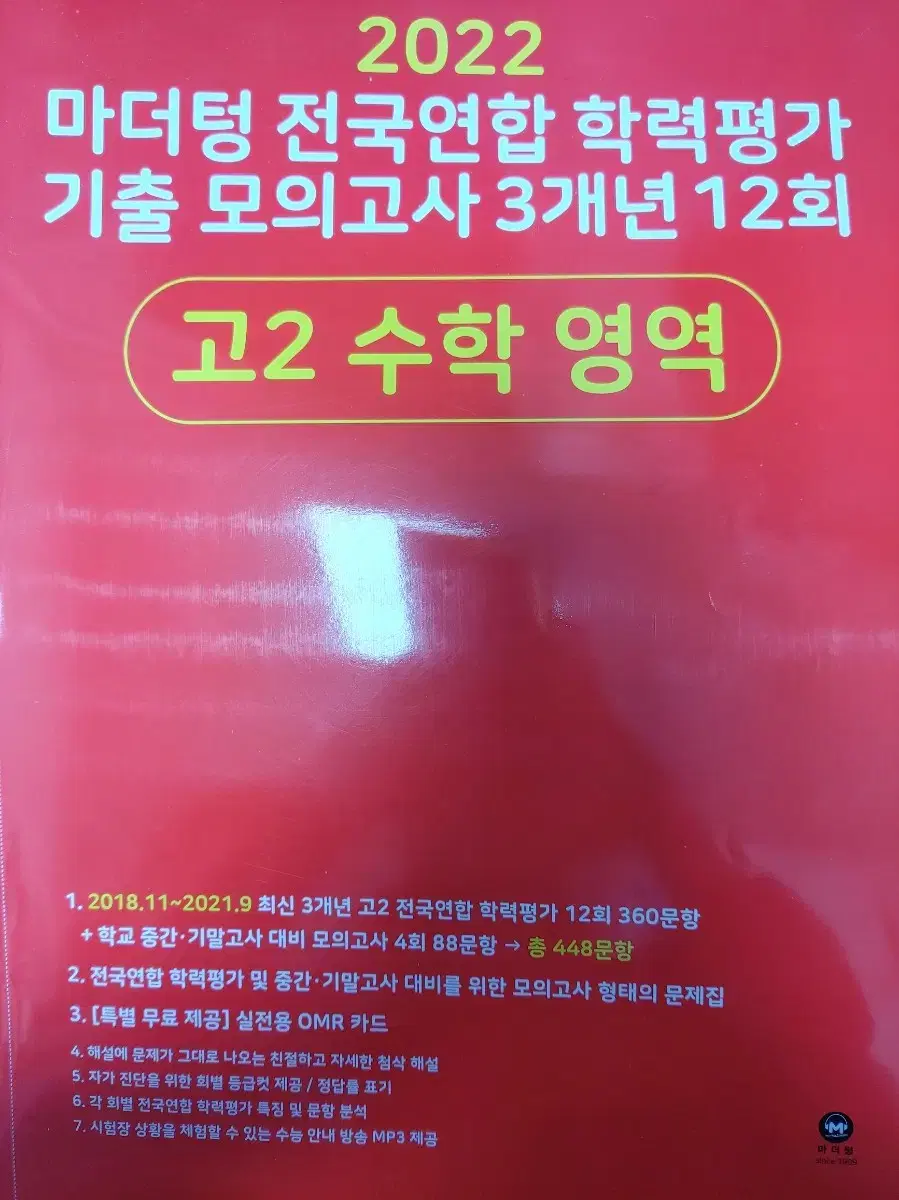 2022
마더텅 전국연합 학력평가
기출 모의고사 3개년 12회
고2 수학 영역
1. 2018.11~2021.9 최신 3개년 고2 전국연합 학력평가 12회 360문항
+ 학교 중간·기말고사 대비 모의고사 4회 88문항 → 총 448문항
2. 전국연합 학력평가 및 중간·기말고사 대비를 위한 모의고사 형태의 문제집
3. [특별 무료 제공] 실전용 OMR 카드
4. 해설에 문제가 그대로 나오는 친절하고 자세한 첨삭 해설
5. 자가 진단을 위한 회별 등급컷 제공 / 정답률 표기
6. 각 회별 전국연합 학력평가 특징 및 문항 분석
7. 시험장 상황을 체험할 수 있는 수능 안내 방송 MP3 제공
M
마더텅
since 1999